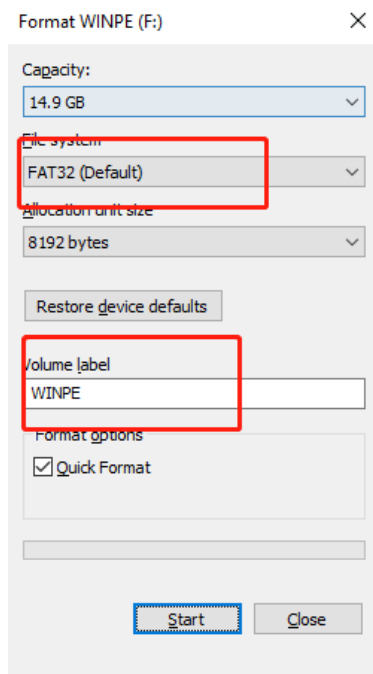 Format WINPE (F:)
Capacity:
14.9 GB
File system
FAT32 (Default)
Allocation unit size
8192 bytes
Restore device defaults
Volume label
WINPE
Format options
Quick Format
Start
Close